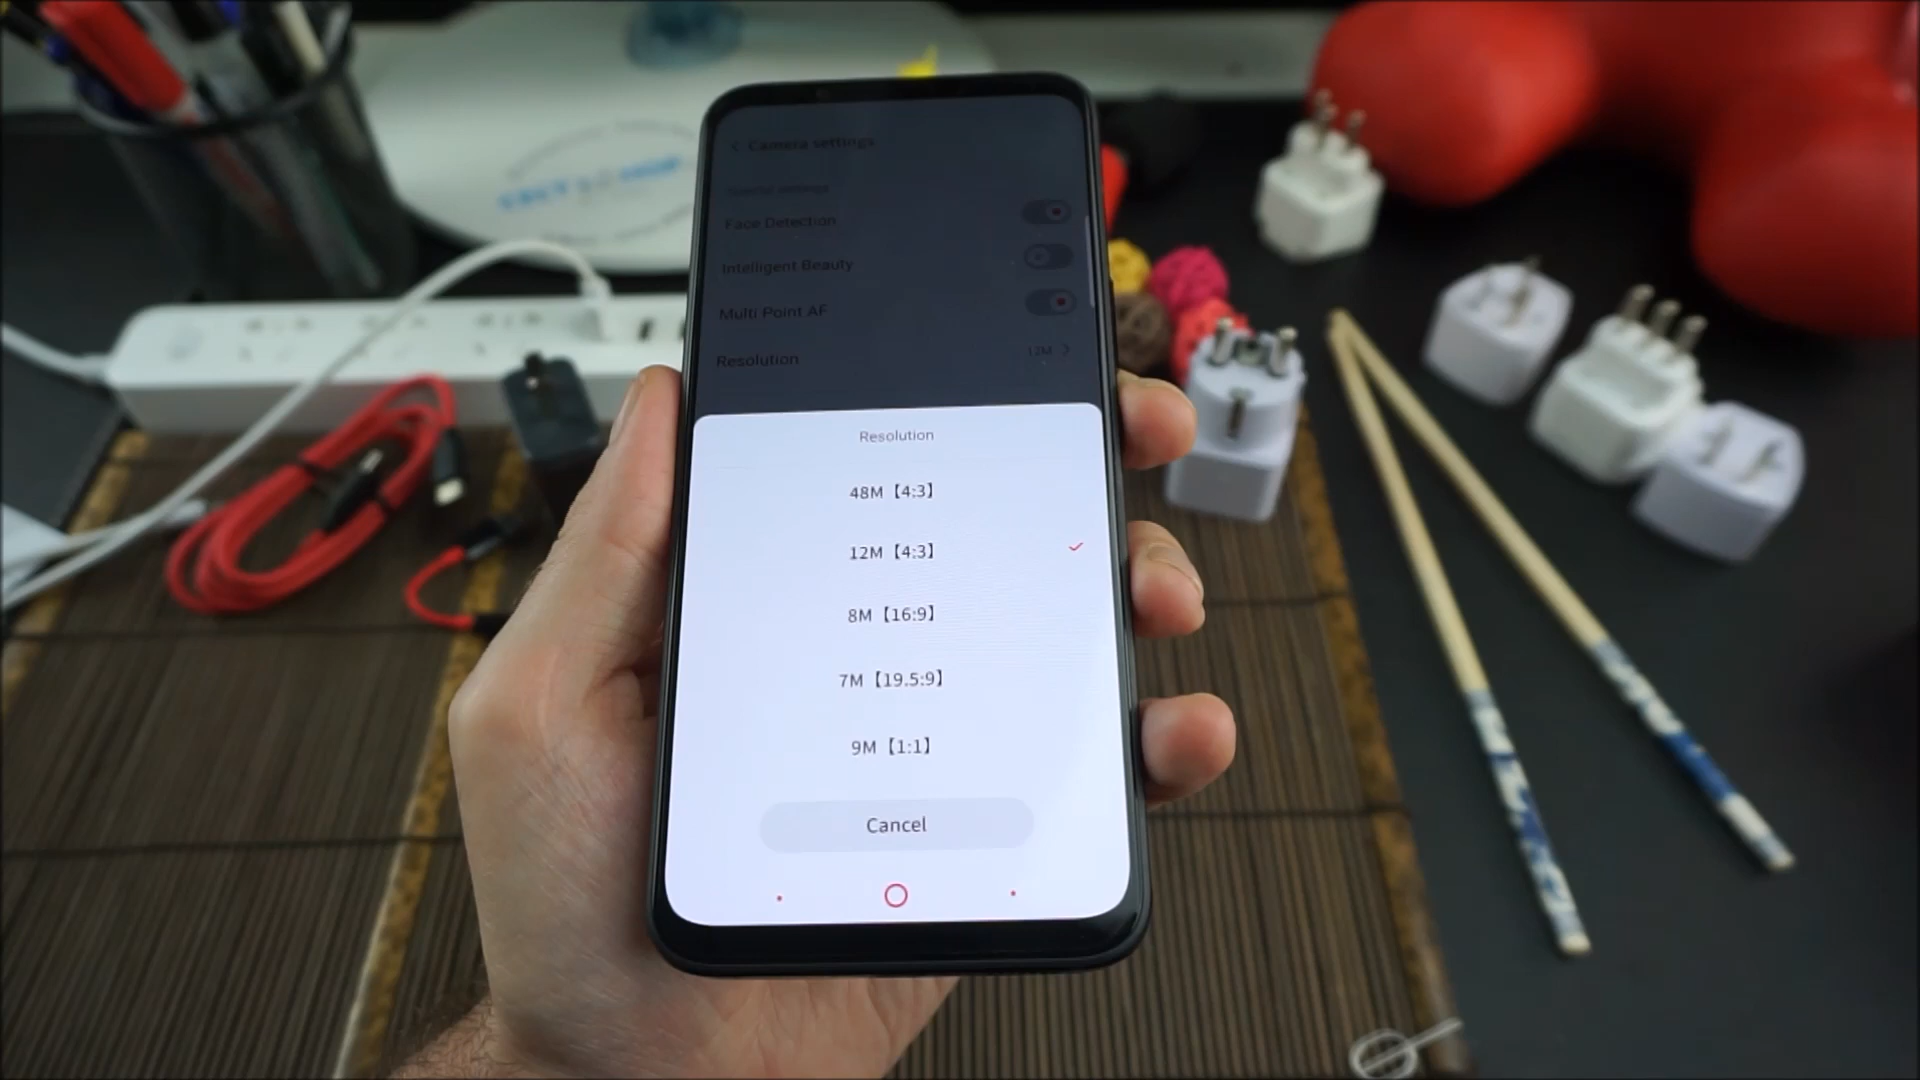 Camera settings
Face Detection
Intelligent Beauty
Multi Point AF
Resolution 12M
Resolution
48M【4:3】
12M【4:3】
8M【16:9】
7M【19.5:9】
9M【1:1】
Cancel